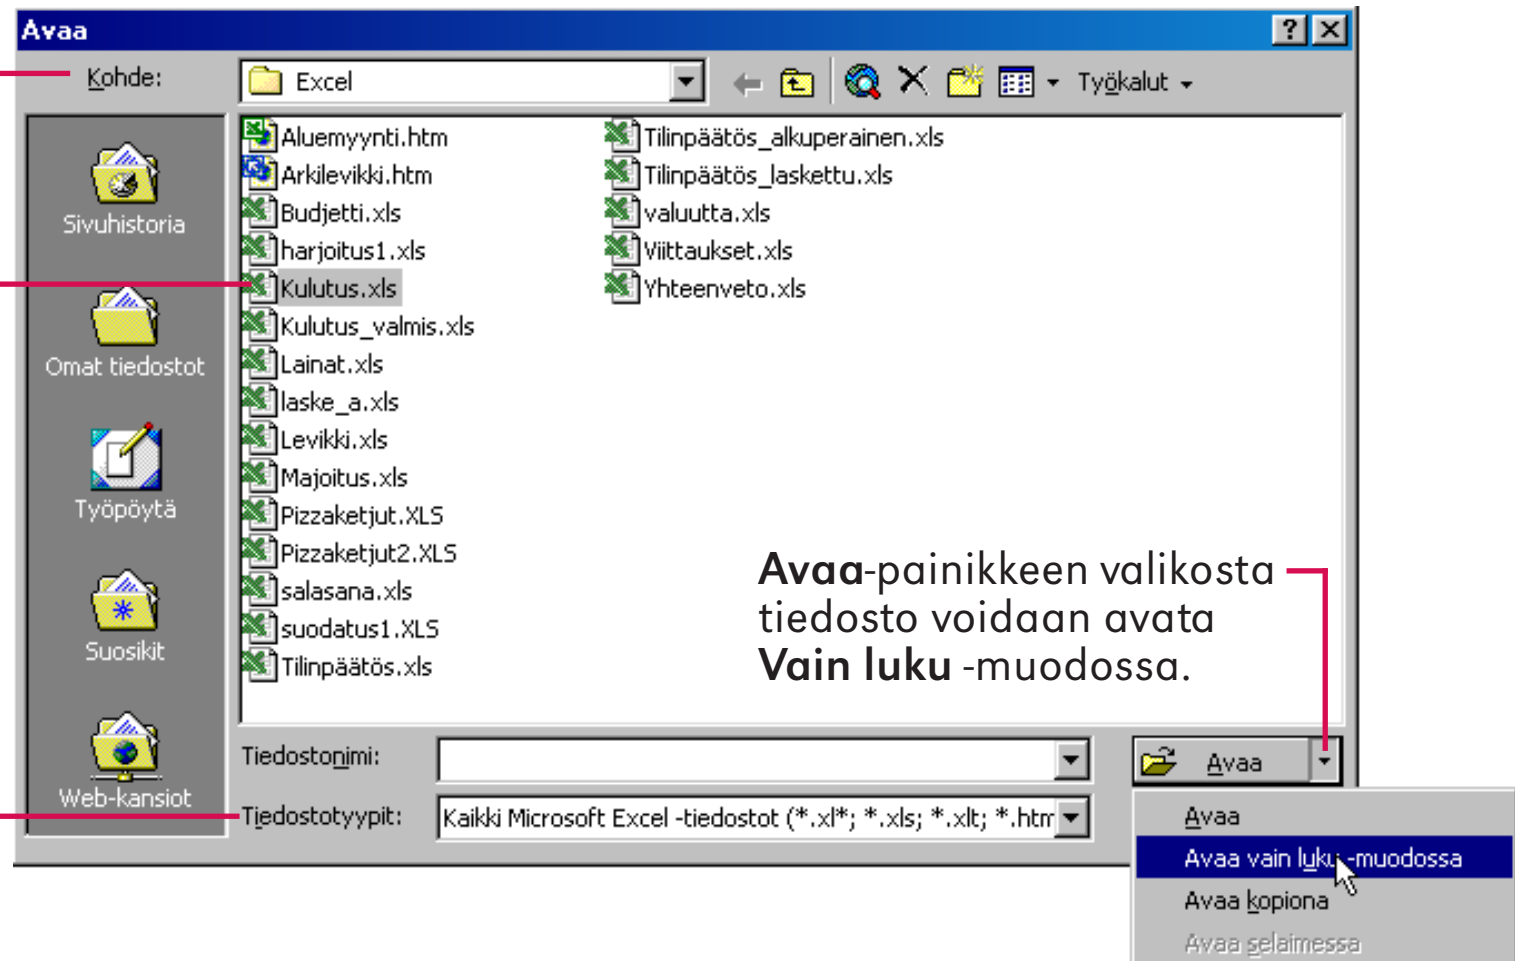 Avaa
Kohde:
Excel
Työkalut
Sivuhistoria
Omat tiedostot
Työpöytä
Suosikit
Web-kansiot
Aluemyynti.htm
Arkilevikki.htm
Budjetti.xls
harjoitus1.xls
Kulutus.xls
Kulutus_valmis.xls
Lainat.xls
laske_a.xls
Levikki.xls
Majoitus.xls
Pizzaketjut.XLS
Pizzaketjut2.XLS
salasana.xls
suodatus1.XLS
Tilinpäätös.xls
Tilinpäätös_alkuperainen.xls
Tilinpäätös_laskettu.xls
valuutta.xls
Viittaukset.xls
Yhteenveto.xls
Avaa-painikkeen valikosta
tiedosto voidaan avata
Vain luku -muodossa.
Tiedostonimi:
Avaa
Tiedostotyypit:
Kaikki Microsoft Excel -tiedostot (*.xl*; *.xls; *.xlt; *.htm
Avaa
Avaa vain luku -muodossa
Avaa kopiona
Avaa selaimessa